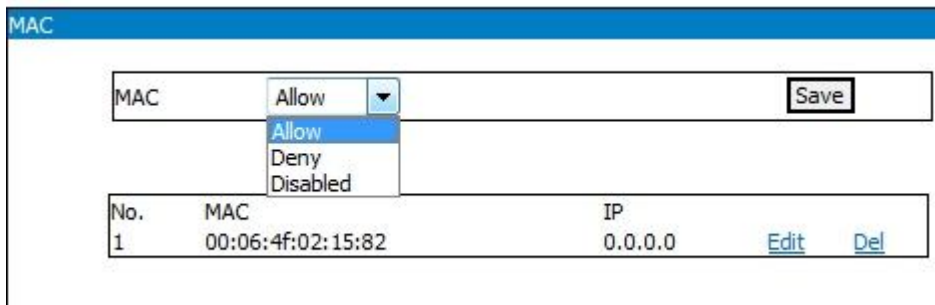 MAC
MAC Allow Save
Allow
Deny
Disabled
No. MAC IP
1 00:06:4f:02:15:82 0.0.0.0 Edit Del